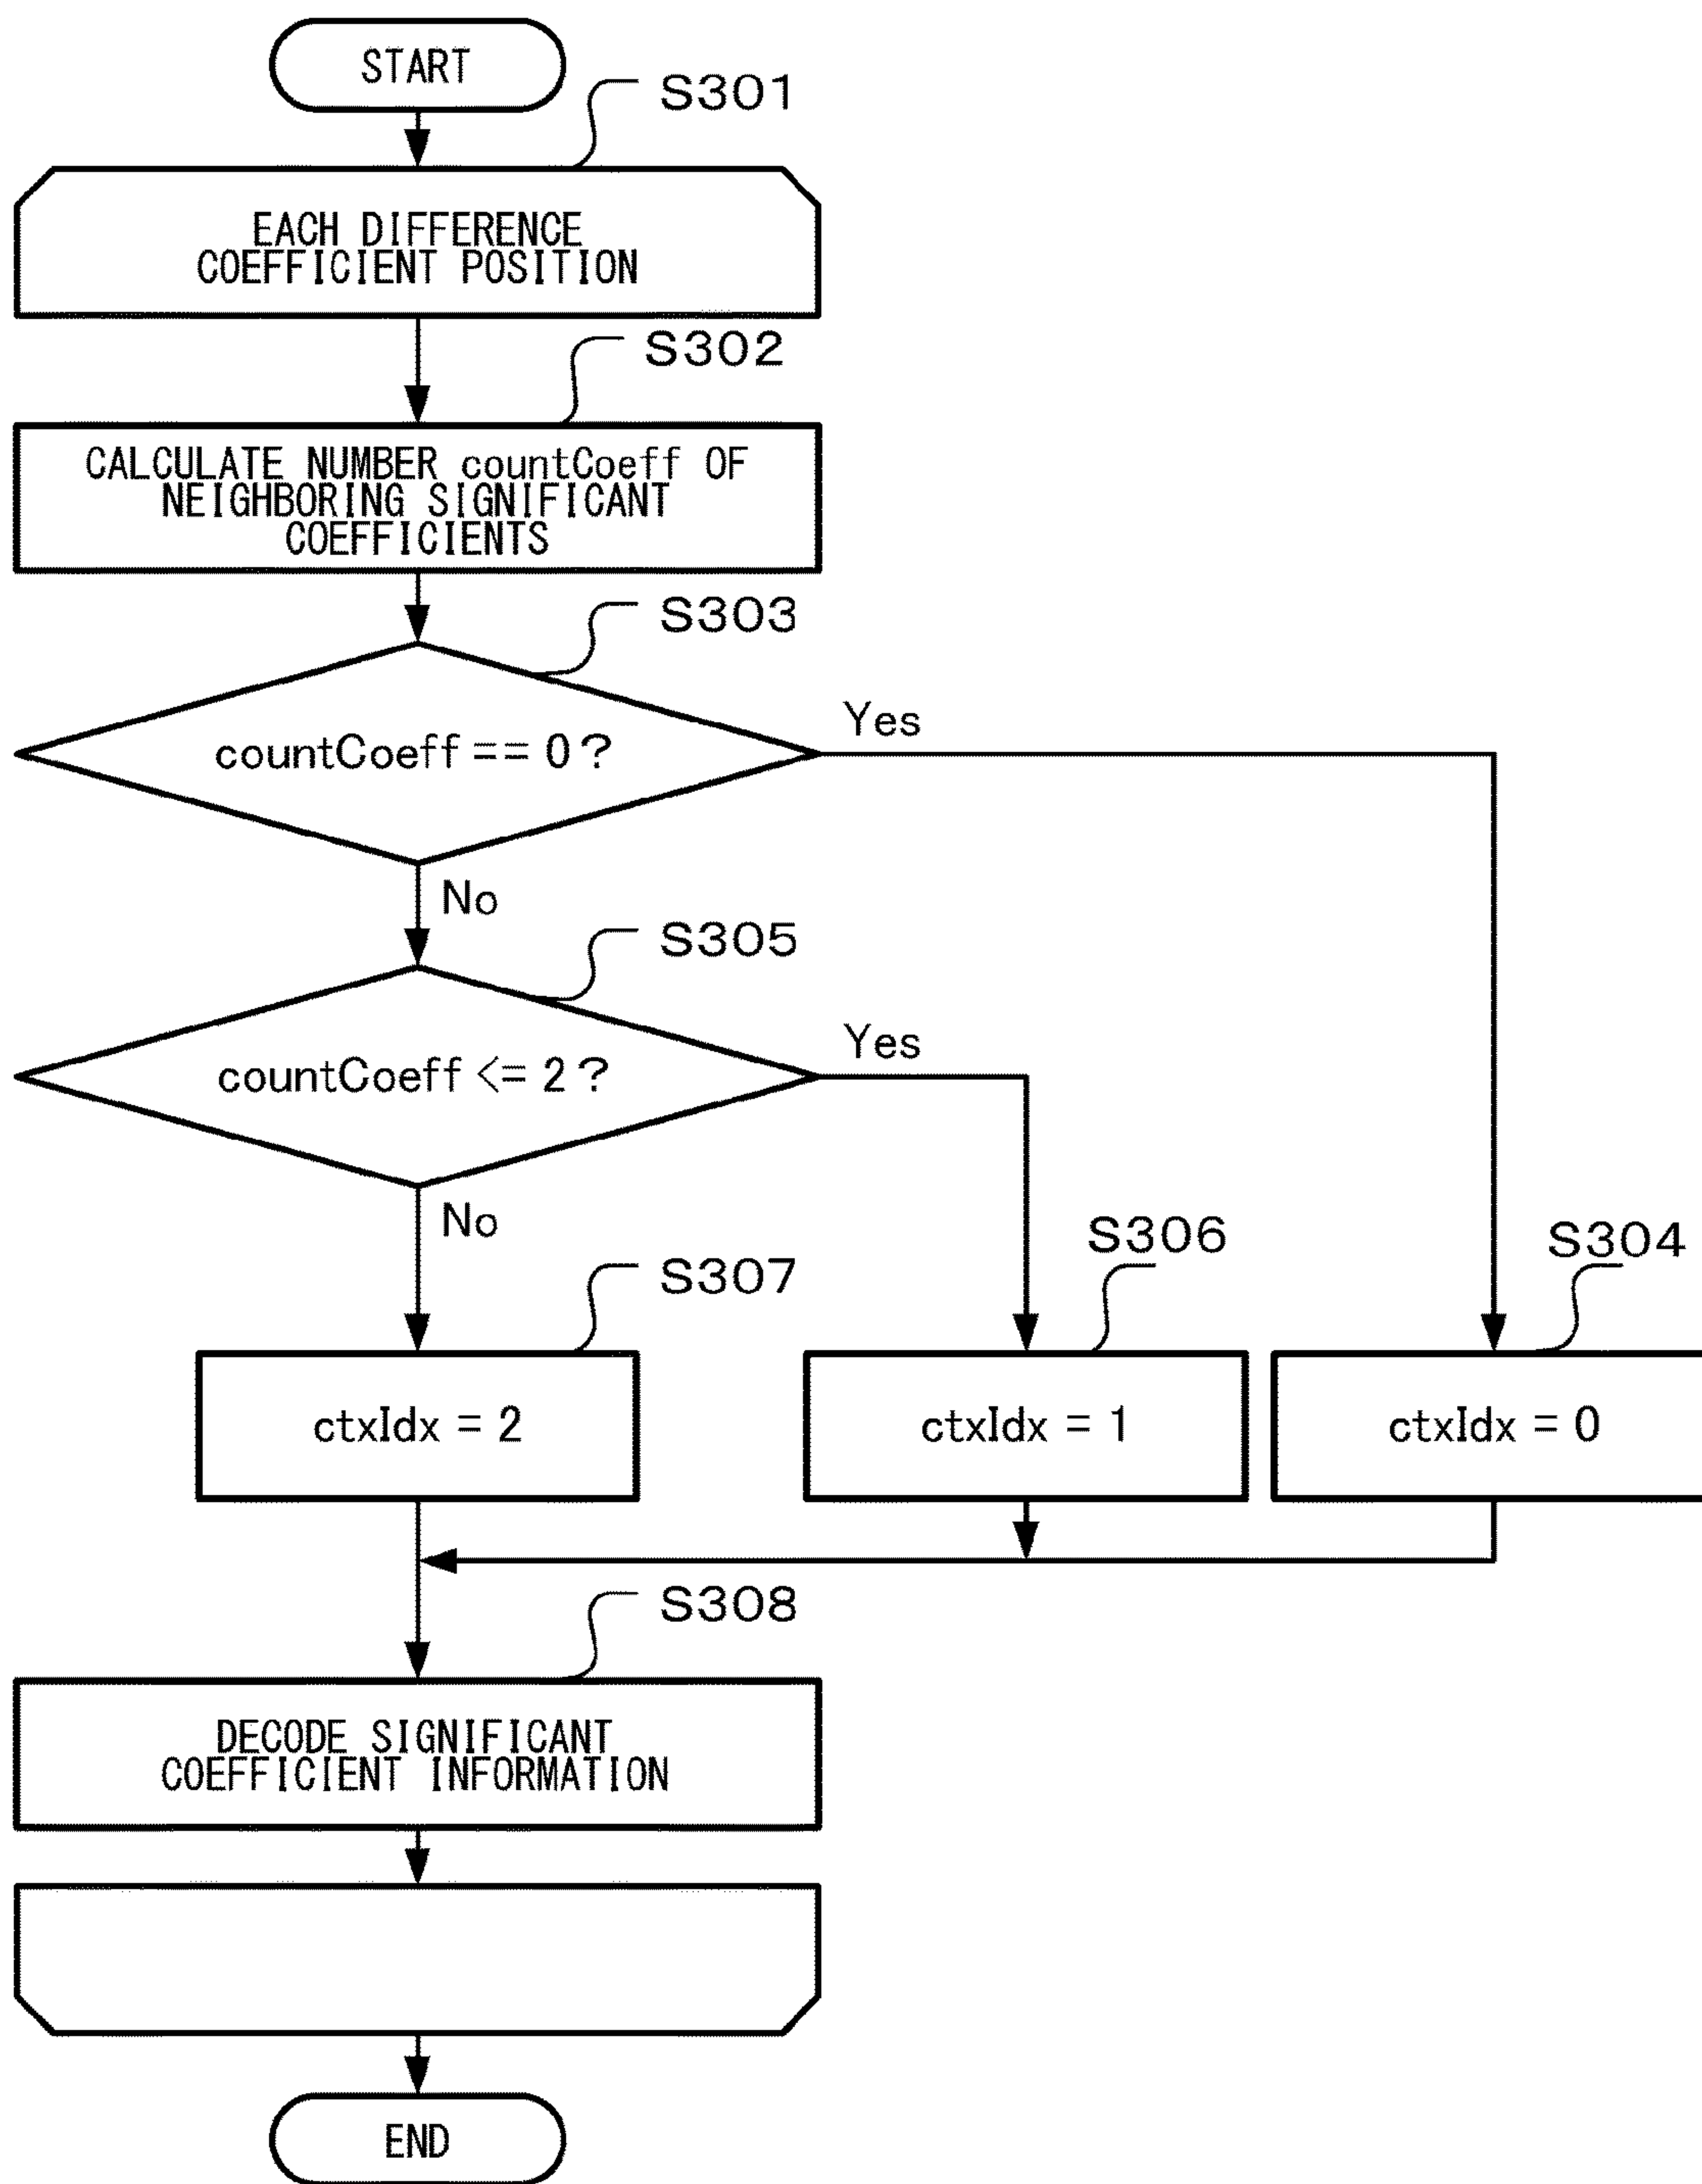 START
S301
EACH DIFFERENCE
COEFFICIENT POSITION
S302
CALCULATE NUMBER countCoeff OF
NEIGHBORING SIGNIFICANT
COEFFICIENTS
S303
countCoeff == 0?
Yes
No
S305
countCoeff <= 2?
Yes
No
S307
S306
S304
ctxIdx = 2
ctxIdx = 1
ctxIdx = 0
S308
DECODE SIGNIFICANT
COEFFICIENT INFORMATION
END